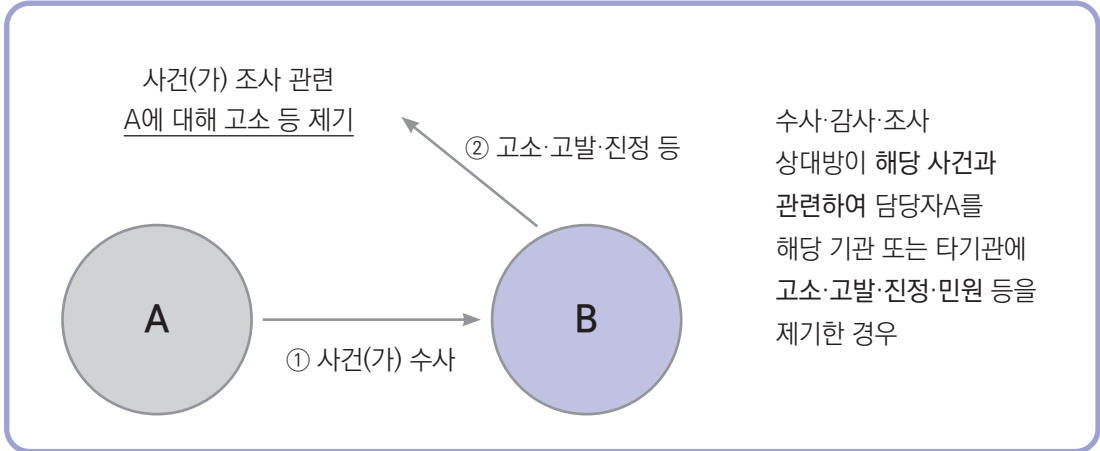 사건(가) 조사 관련
A에 대해 고소 등 제기
② 고소·고발·진정 등
A
① 사건(가) 수사
B
수사·감사·조사
상대방이 해당 사건과
관련하여 담당자A를
해당 기관 또는 타기관에
고소·고발·진정·민원 등을
제기한 경우